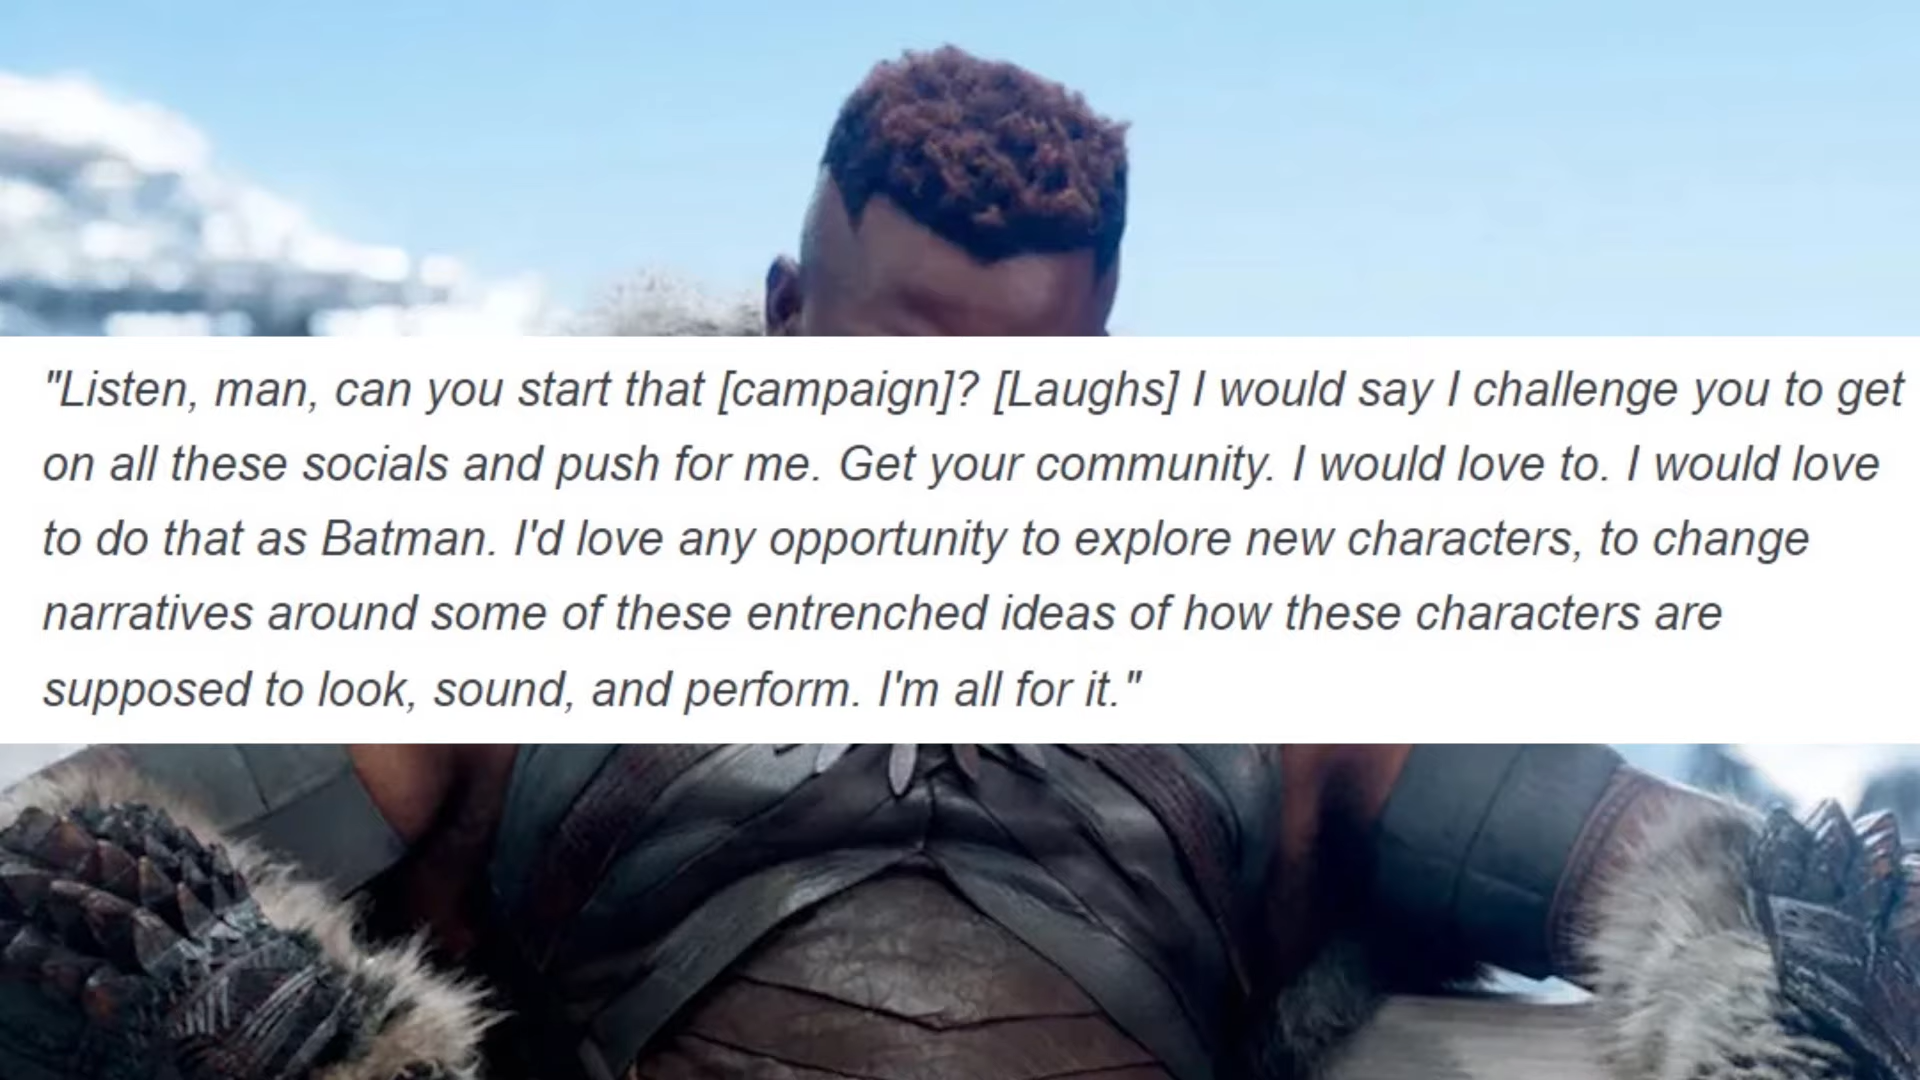 "Listen, man, can you start that [campaign]? [Laughs] I would say I challenge you to get
on all these socials and push for me. Get your community. I would love to. I would love
to do that as Batman. I'd love any opportunity to explore new characters, to change
narratives around some of these entrenched ideas of how these characters are
supposed to look, sound, and perform. I'm all for it."